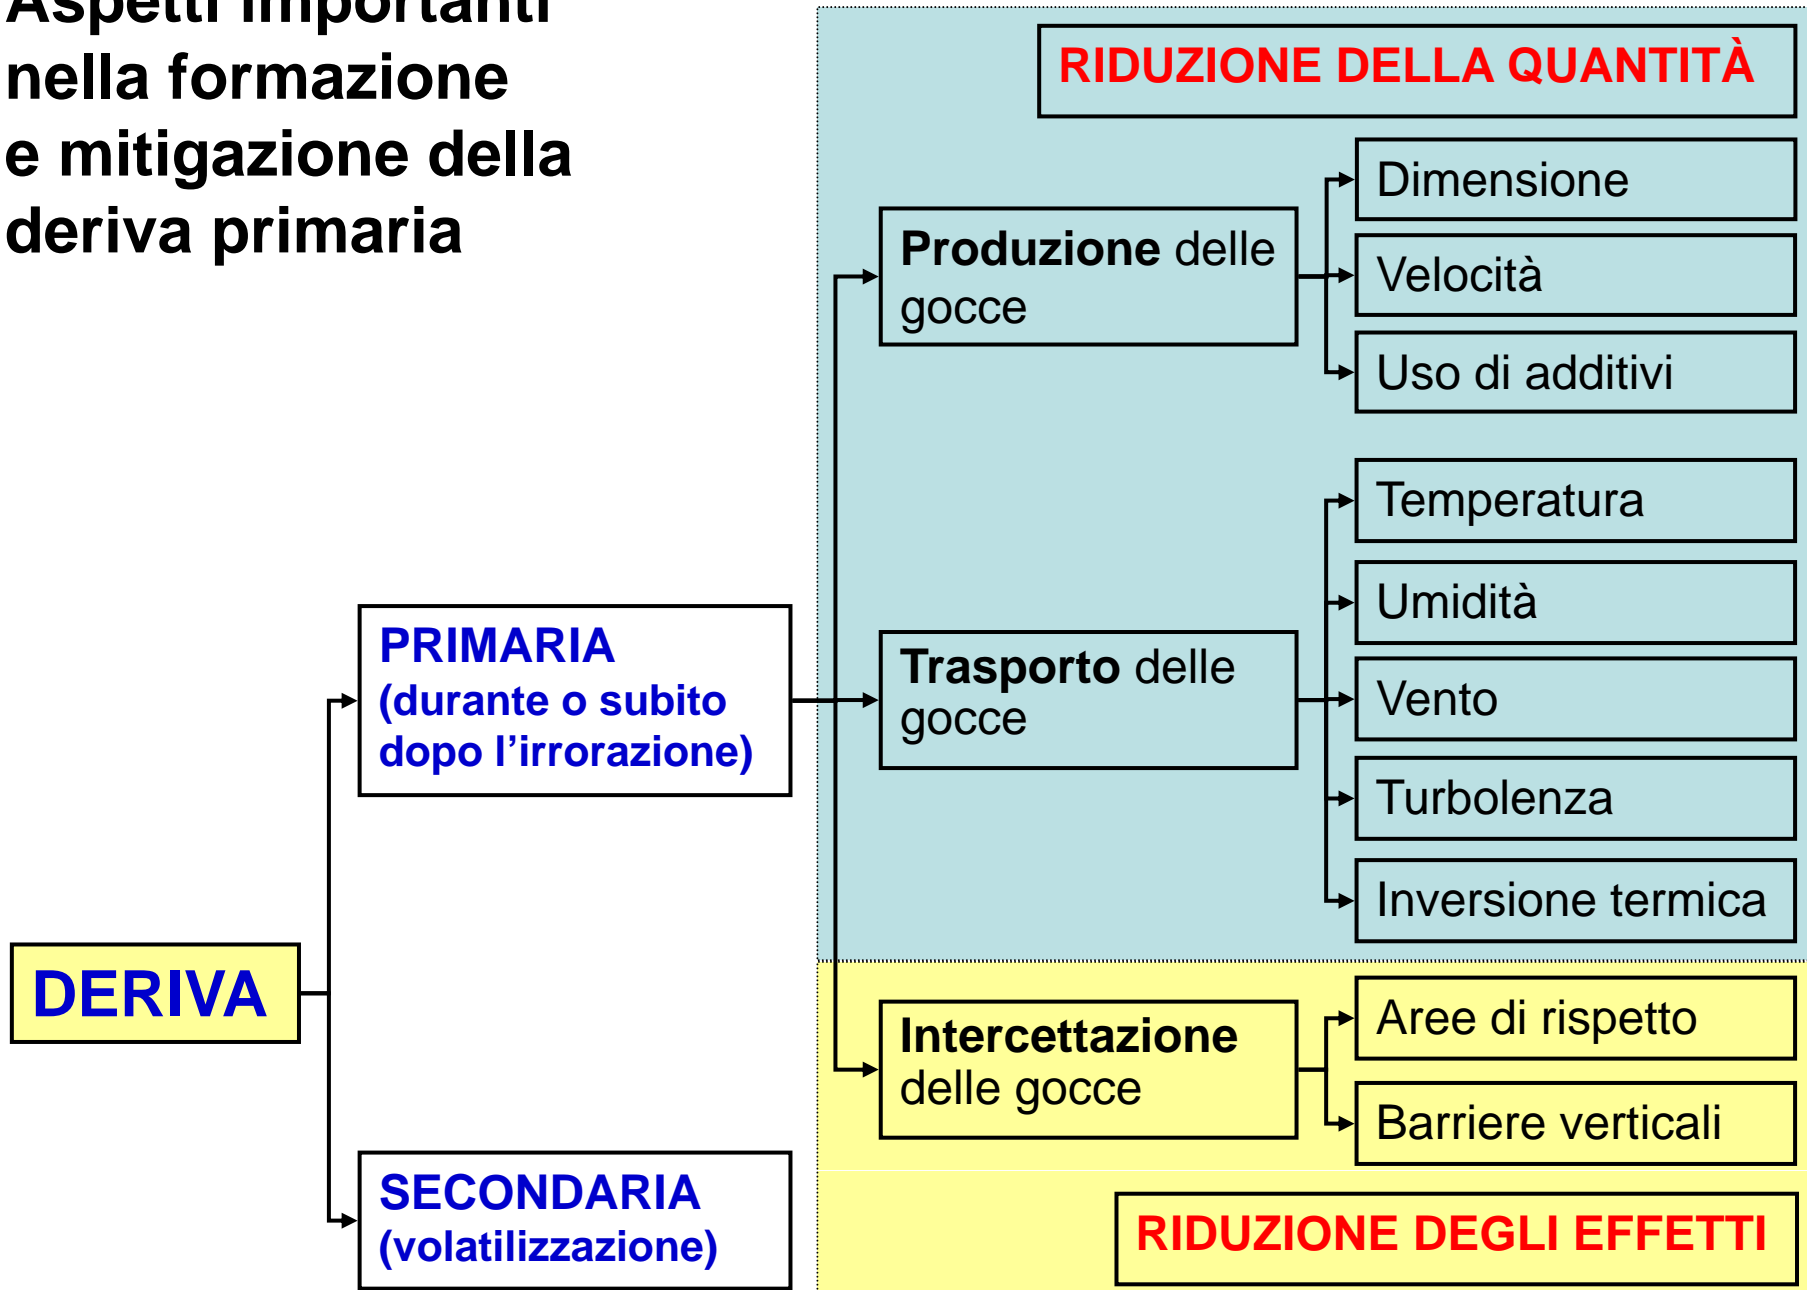 Aspetti importanti
nella formazione
e mitigazione della
deriva primaria
RIDUZIONE DELLA QUANTITÀ
Produzione delle
gocce
Dimensione
Velocità
Uso di additivi
Trasporto delle
gocce
Temperatura
Umidità
Vento
Turbolenza
Inversione termica
PRIMARIA
(durante o subito
dopo l’irrorazione)
DERIVA
Intercettazione
delle gocce
Aree di rispetto
Barriere verticali
SECONDARIA
(volatilizzazione)
RIDUZIONE DEGLI EFFETTI